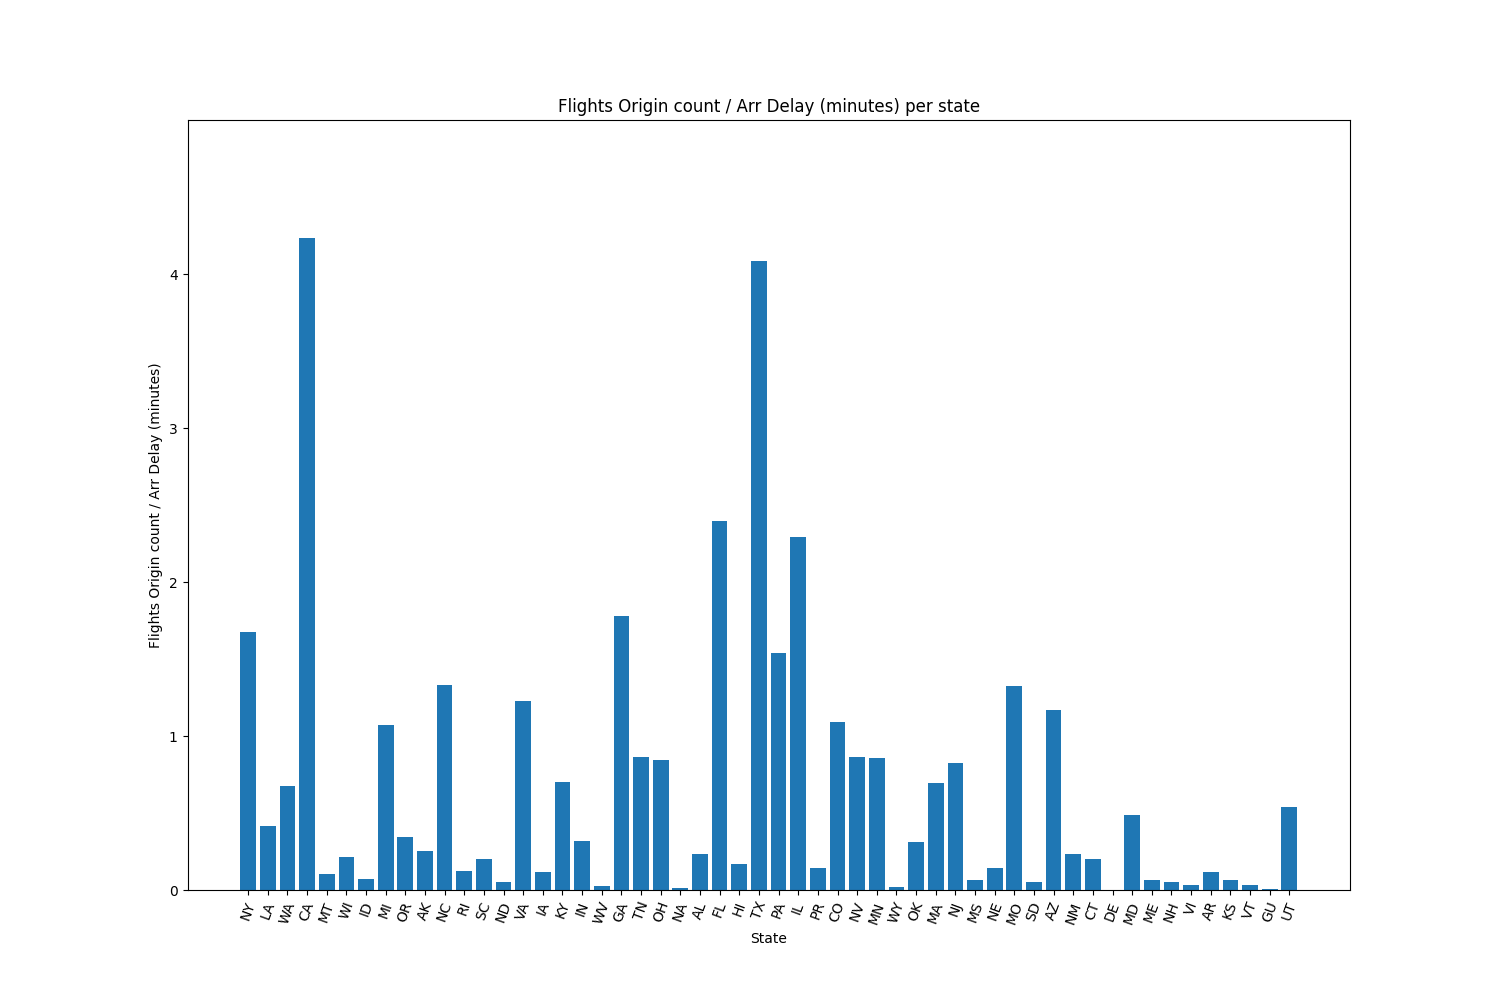 Flights Origin count / Arr Delay (minutes) per state
Flights Origin count / Arr Delay (minutes)
4
3
2
1
0
NY LA WA CA MT WI ID MI OR AK NC RI SC ND VA IA KY IN WV GA TN OH NA AL FL HI TX PA IL PR CO NV MN WY OK MA NJ MS NE MO SD AZ NM CT DE MD ME NH VI AR KS VT GU UT
State